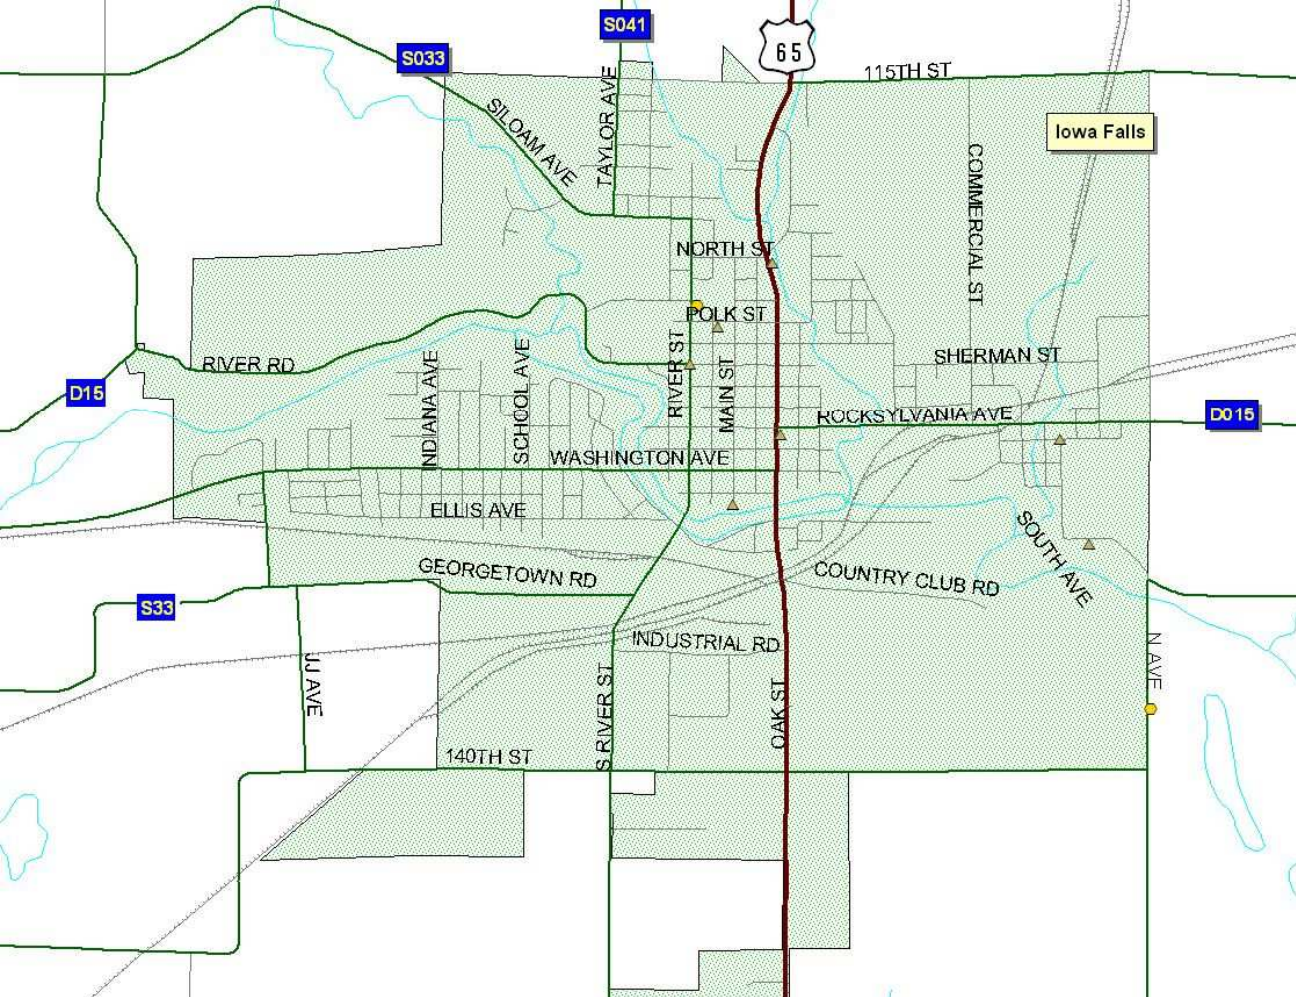 S041
65
S033
115TH ST
SILOAM AVE
TAYLOR AVE
Iowa Falls
COMMERCIAL ST
NORTH ST
POLK ST
RIVER RD
SHERMAN ST
D15
INDIANA AVE
SCHOOL AVE
RIVER ST
MAIN ST
ROCKSYLVANIA AVE
D015
WASHINGTON AVE
ELLIS AVE
SOUTH AVE
GEORGETOWN RD
COUNTRY CLUB RD
S33
INDUSTRIAL RD
N AVE
JJ AVE
S RIVER ST
OAK ST
140TH ST